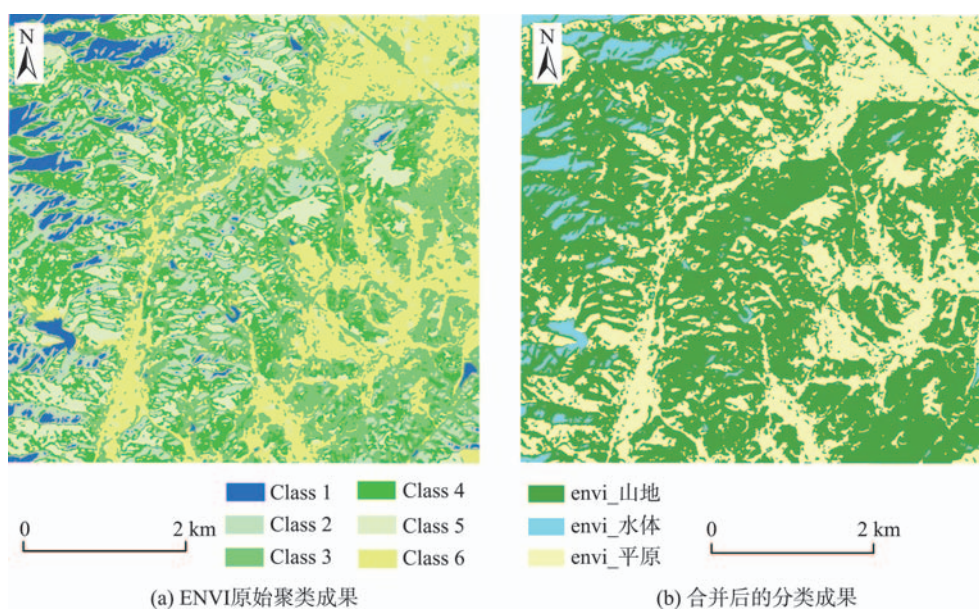 N
N
Class 1
Class 4
Class 2
Class 5
Class 3
Class 6
0
2 km
(a) ENVI原始聚类成果
envi_山地
envi_水体
envi_平原
0
2 km
(b) 合并后的分类成果